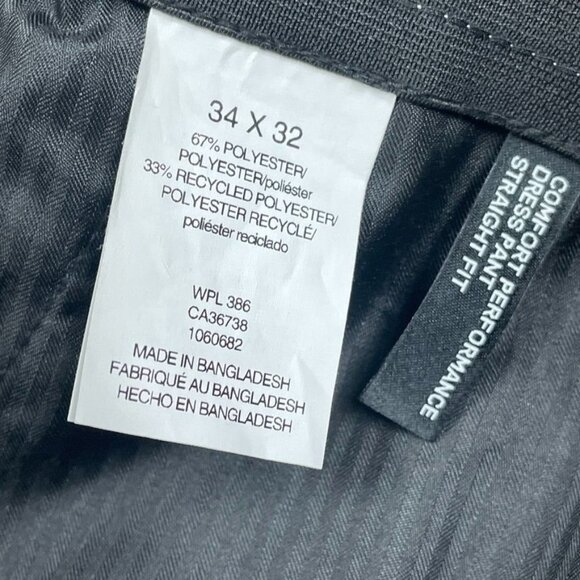 34 X 32
67% POLYESTER/
POLYESTER/poliéster
33% RECYCLED POLYESTER/
POLYESTER RECYCLÉ/
poliéster reciclado
WPL 386
CA36738
1060682
MADE IN BANGLADESH
FABRIQUÉ AU BANGLADESH
HECHO EN BANGLADESH
COMFORT PERFORMANCE
DRESS PANT
STRAIGHT FIT